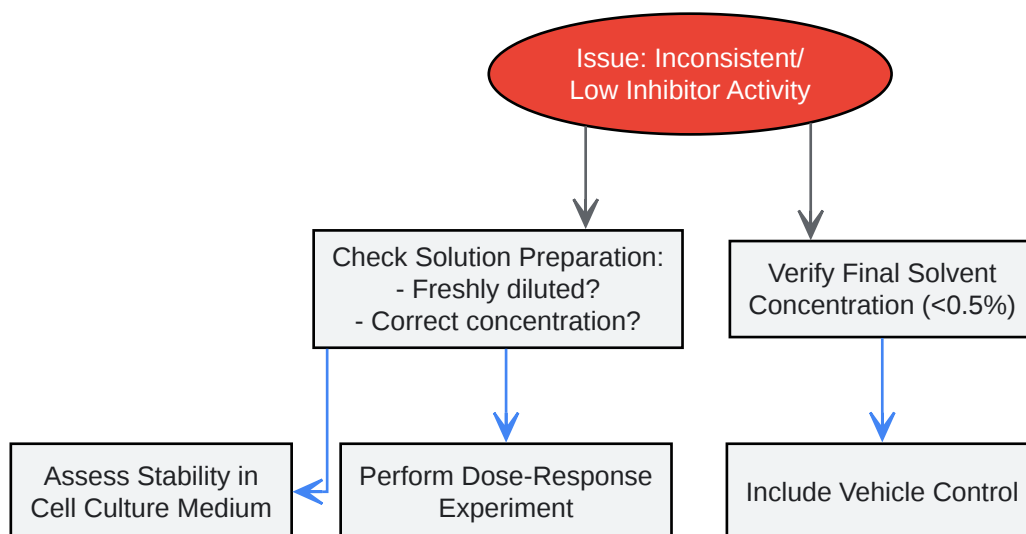 Issue: Inconsistent/
Low Inhibitor Activity
Check Solution Preparation:
- Freshly diluted?
- Correct concentration?
Verify Final Solvent
Concentration (<0.5%)
Assess Stability in
Cell Culture Medium
Perform Dose-Response
Experiment
Include Vehicle Control